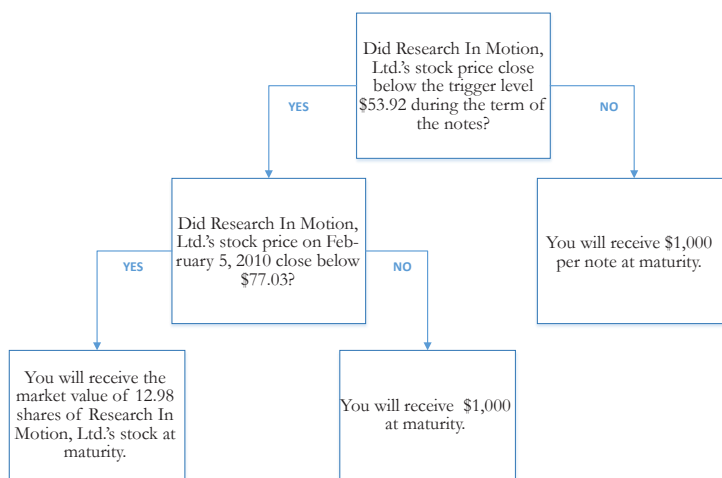 Did Research In Motion,
Ltd.'s stock price close
below the trigger level
$53.92 during the term of
the notes?
YES
NO
Did Research In Motion,
Ltd.'s stock price on Feb-
ruary 5, 2010 close below
$77.03?
You will receive $1,000
per note at maturity.
YES
NO
You will receive the
market value of 12.98
shares of Research In
Motion, Ltd.'s stock at
maturity.
You will receive $1,000
at maturity.